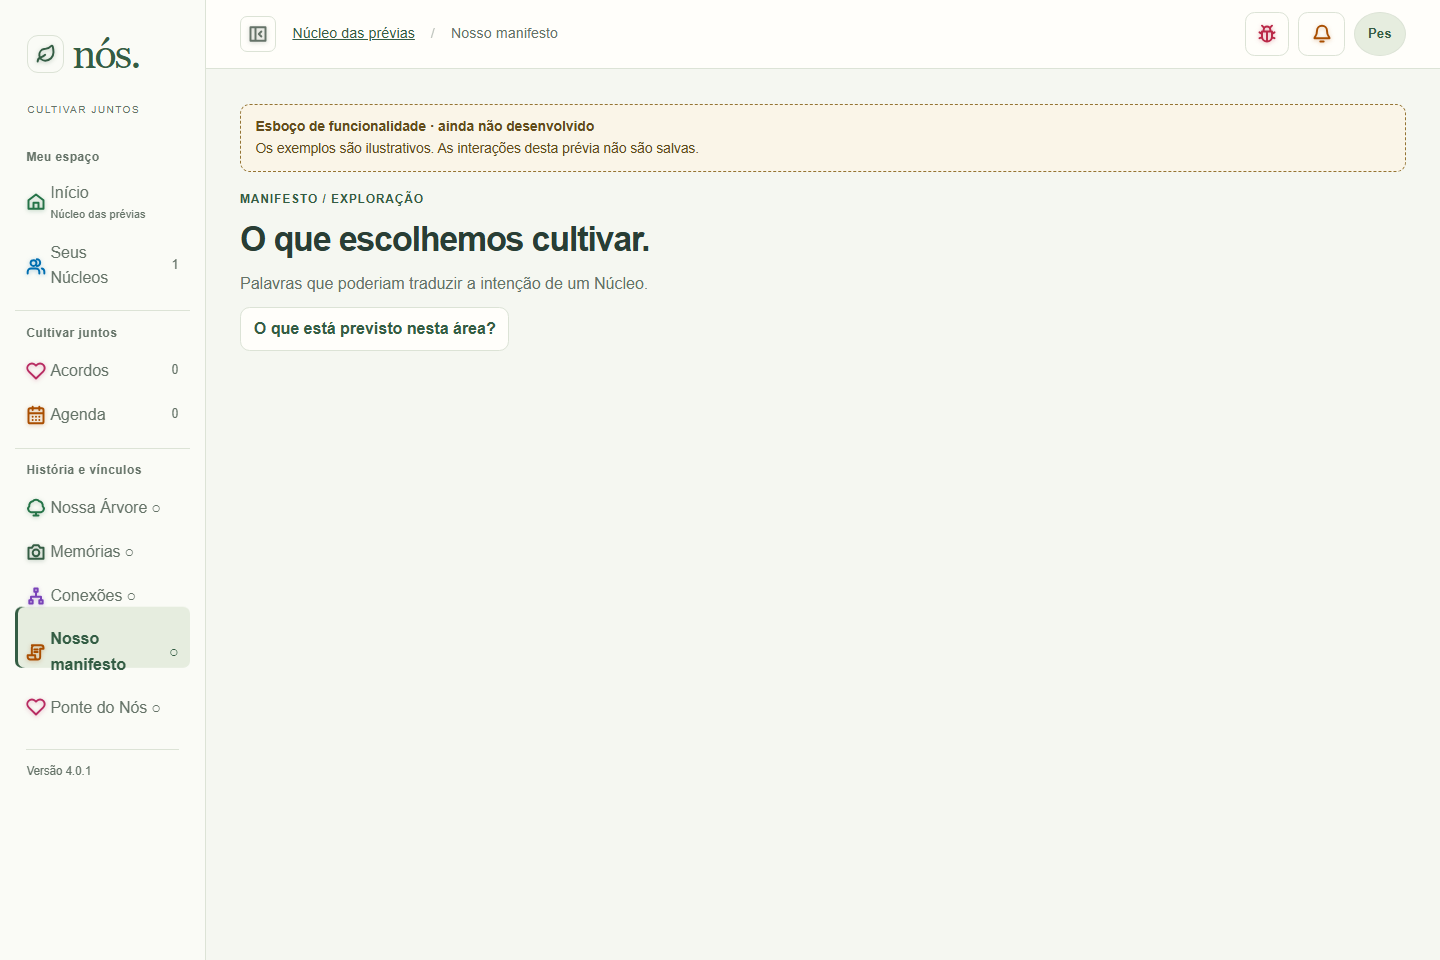 nós.
CULTIVAR JUNTOS
Meu espaço
Início
Núcleo das prévias
Seus
Núcleos
1
Cultivar juntos
Acordos
0
Agenda
0
História e vínculos
Nossa Árvore ○
Memórias ○
Conexões ○
Nosso
manifesto
○
Ponte do Nós ○
Versão 4.0.1
Núcleo das prévias / Nosso manifesto
Pes
Esboço de funcionalidade · ainda não desenvolvido
Os exemplos são ilustrativos. As interações desta prévia não são salvas.
MANIFESTO / EXPLORAÇÃO
O que escolhemos cultivar.
Palavras que poderiam traduzir a intenção de um Núcleo.
O que está previsto nesta área?